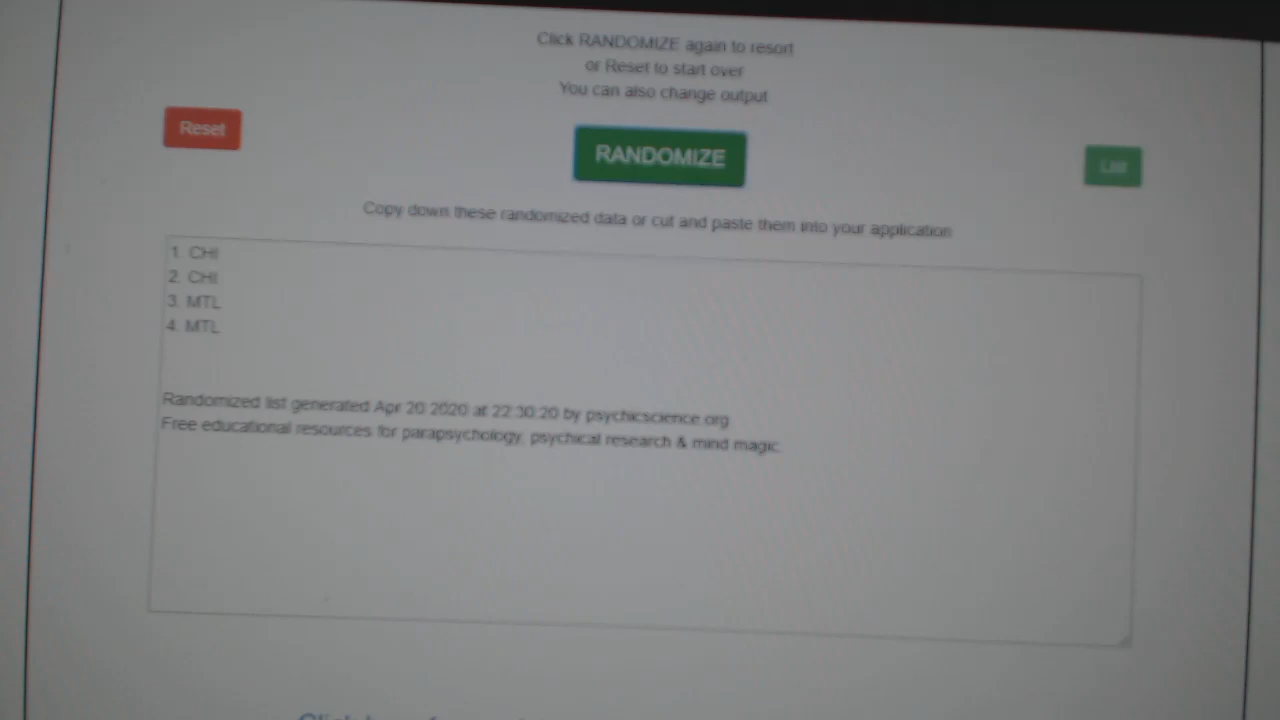 Click RANDOMIZE again to resort
or Reset to start over
You can also change output
Reset
RANDOMIZE
List
Copy down these randomized data or cut and paste them into your application
1. CHI
2. CHI
3. MTL
4. MTL
Randomized list generated Apr 20 2020 at 22:30:20 by psychicscience.org
Free educational resources for parapsychology, psychical research & mind magic.
Click